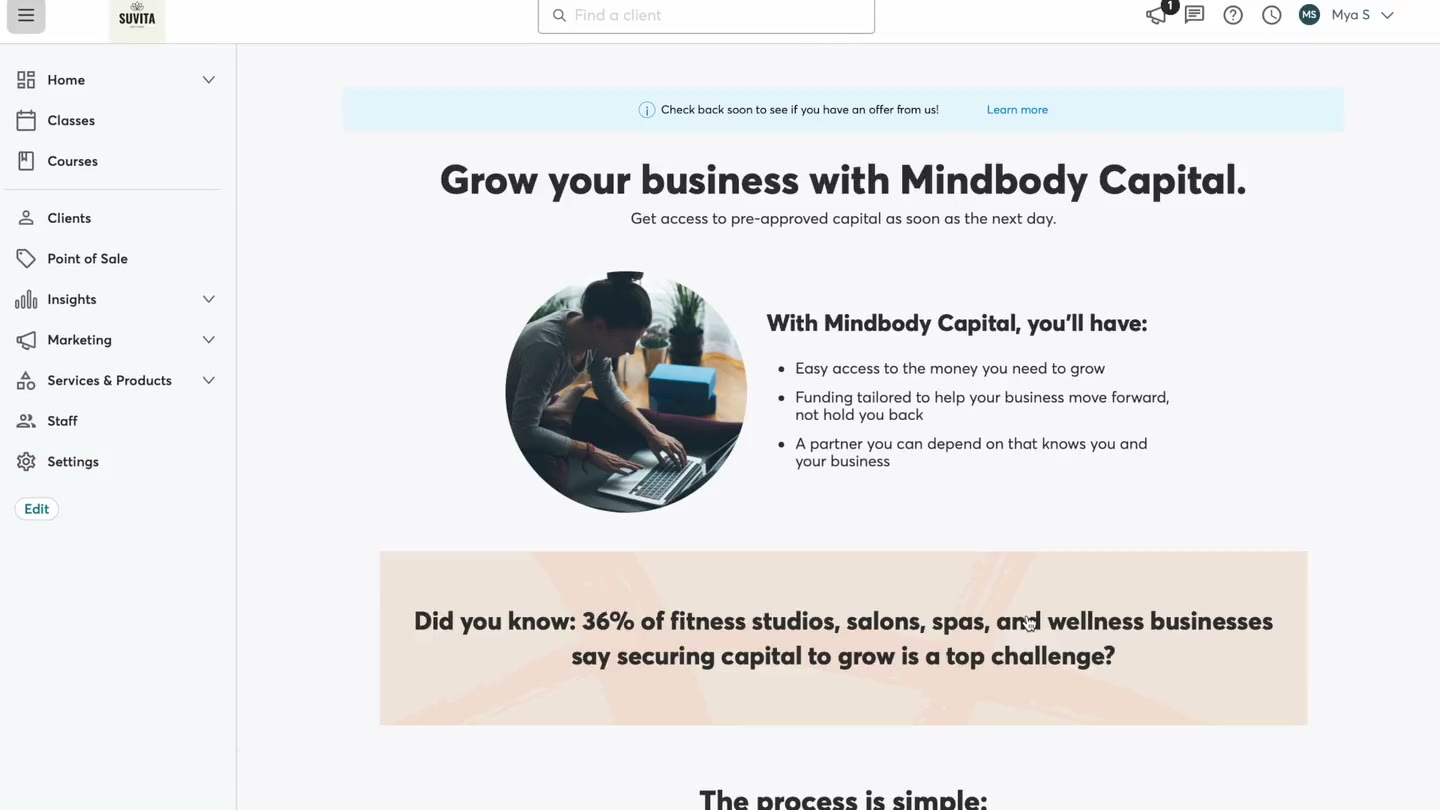 SUVITA
Find a client
1
MS
Mya S
Home
Classes
Courses
Clients
Point of Sale
Insights
Marketing
Services & Products
Staff
Settings
Edit
Check back soon to see if you have an offer from us! Learn more
Grow your business with Mindbody Capital.
Get access to pre-approved capital as soon as the next day.
With Mindbody Capital, you'll have:
• Easy access to the money you need to grow
• Funding tailored to help your business move forward,
not hold you back
• A partner you can depend on that knows you and
your business
Did you know: 36% of fitness studios, salons, spas, and wellness businesses
say securing capital to grow is a top challenge?
The process is simple: